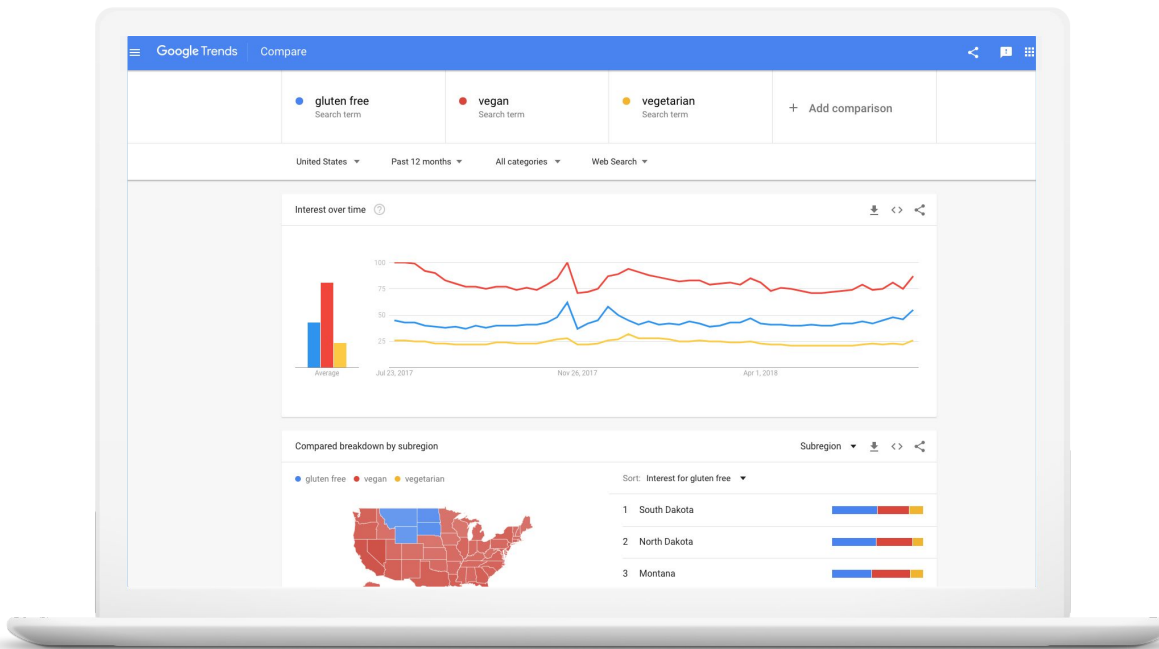 Google Trends Compare
gluten free
Search term
vegan
Search term
vegetarian
Search term
+ Add comparison
United States
Past 12 months
All categories
Web Search
Interest over time ?
100
75
50
25
Average
Jul 23, 2017
Nov 26, 2017
Apr 1, 2018
Compared breakdown by subregion
Subregion
gluten free vegan vegetarian
Sort: Interest for gluten free
1 South Dakota
2 North Dakota
3 Montana